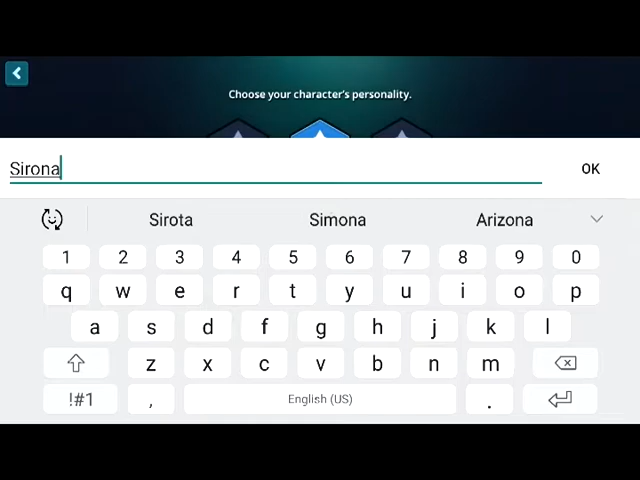 Choose your character's personality.
Sirona
OK
Sirota Simona Arizona
1 2 3 4 5 6 7 8 9 0
q w e r t y u i o p
a s d f g h j k l
z x c v b n m
!#1 , English (US) .